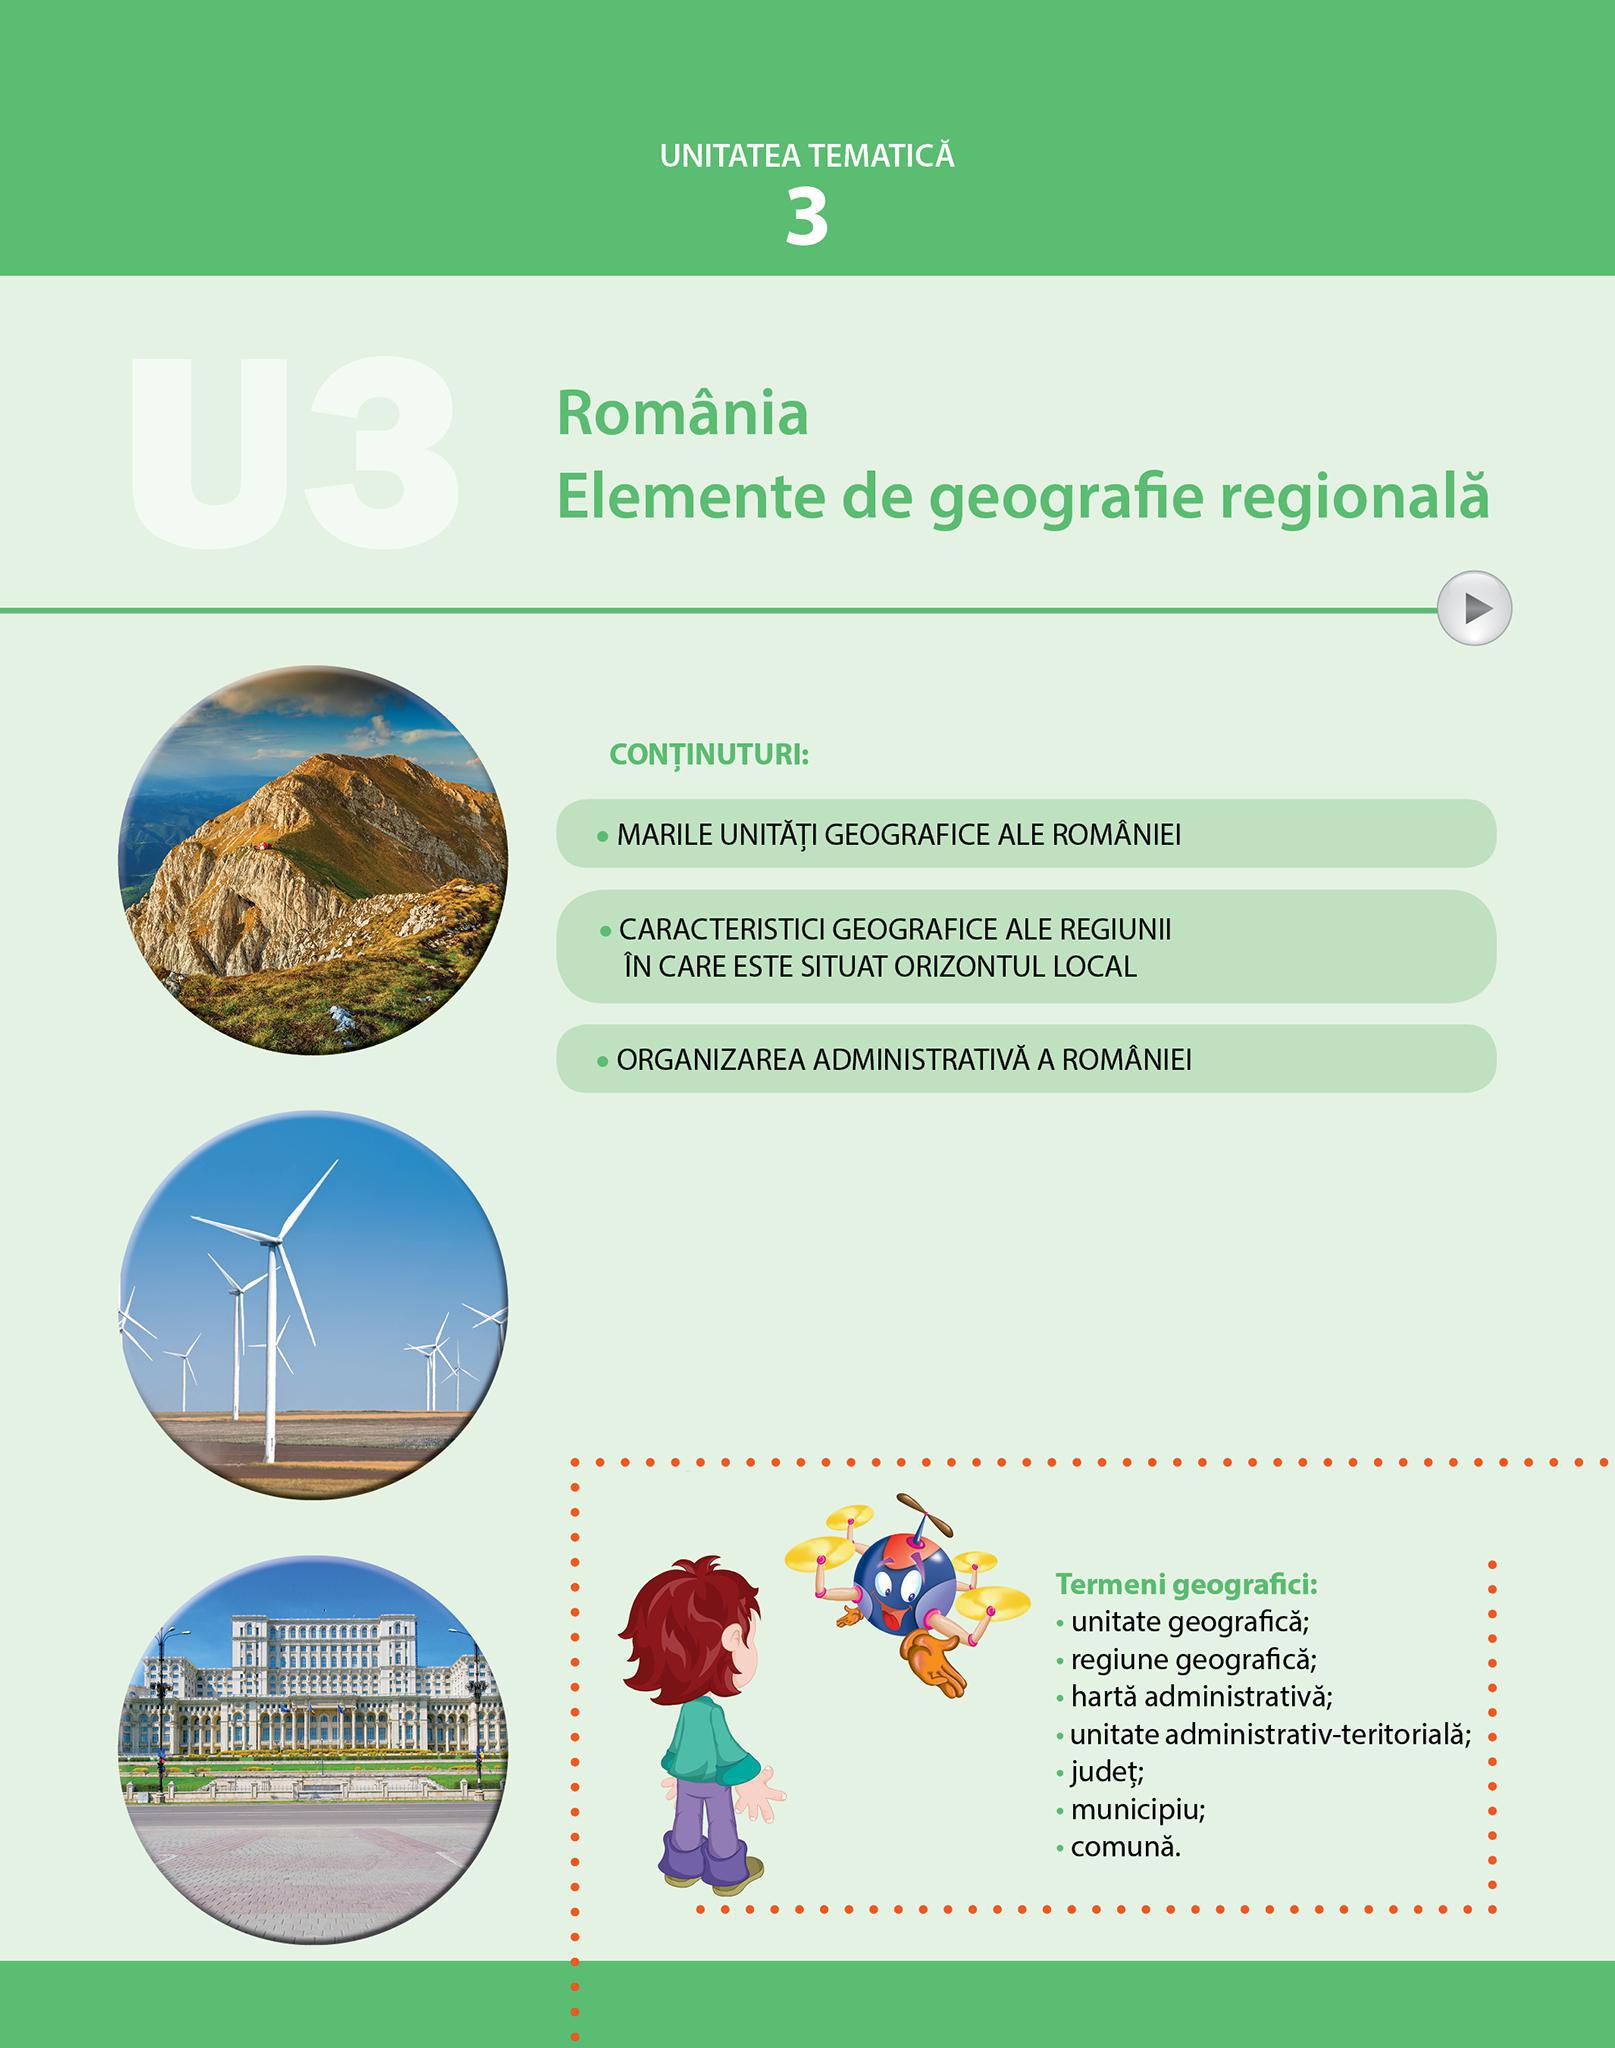 UNITATEA TEMATICĂ
3
U3
România
Elemente de geografie regională
CONȚINUTURI:
• MARILE UNITĂȚI GEOGRAFICE ALE ROMÂNIEI
• CARACTERISTICI GEOGRAFICE ALE REGIUNII
ÎN CARE ESTE SITUAT ORIZONTUL LOCAL
• ORGANIZAREA ADMINISTRATIVĂ A ROMÂNIEI
Termeni geografici:
• unitate geografică;
• regiune geografică;
• hartă administrativă;
• unitate administrativ-teritorială;
• județ;
• municipiu;
• comună.